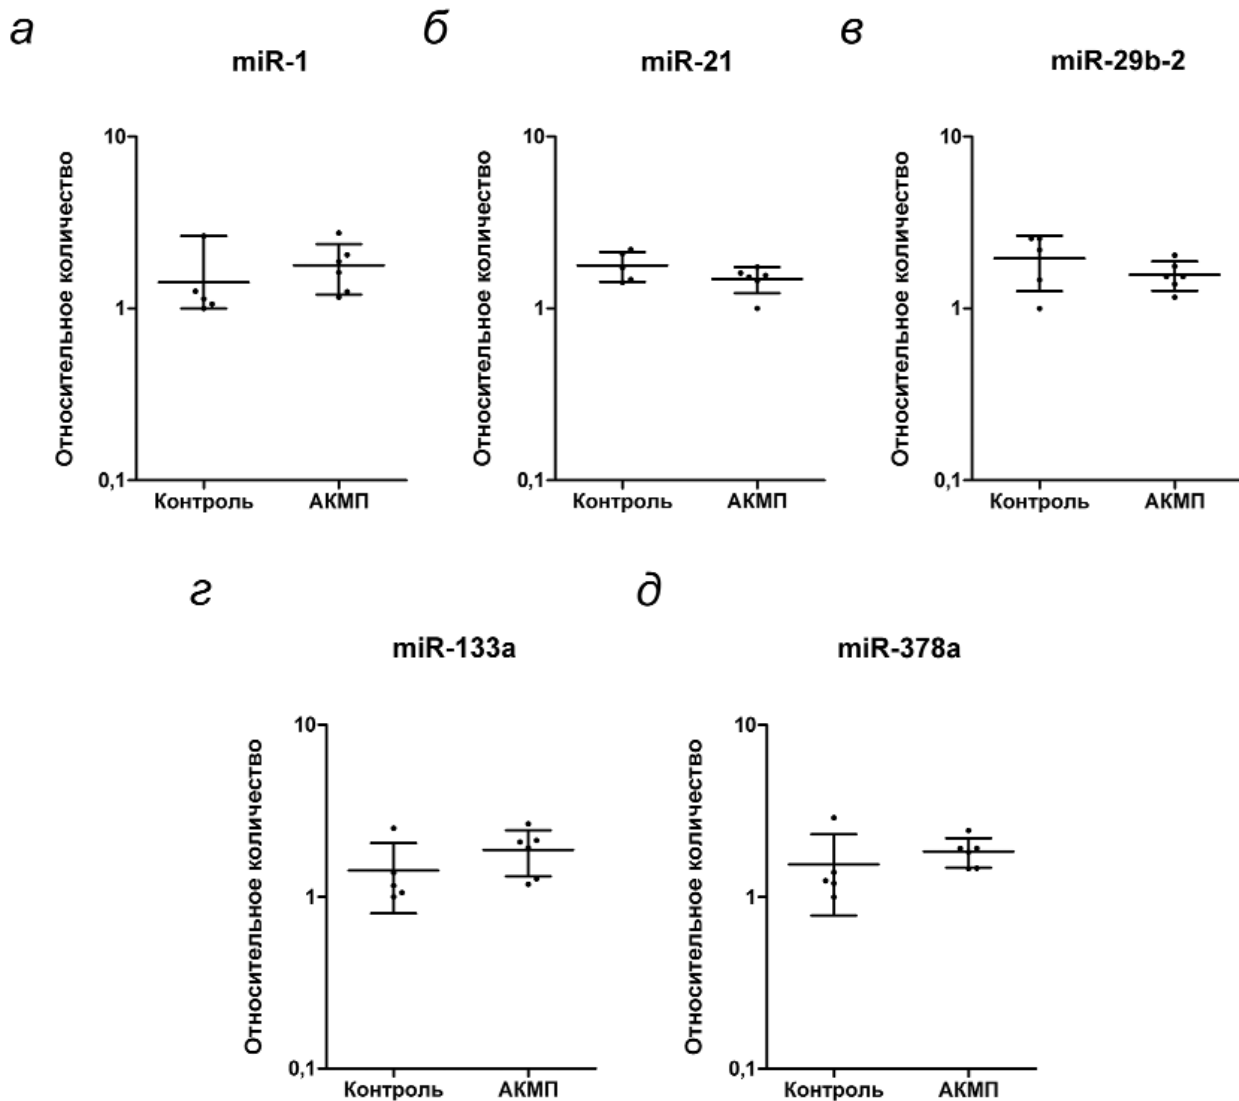 а
miR-1
10
1
0,1
Относительное количество
Контроль
АКМП
б
miR-21
10
1
0,1
Относительное количество
Контроль
АКМП
в
miR-29b-2
10
1
0,1
Относительное количество
Контроль
АКМП
г
miR-133a
10
1
0,1
Относительное количество
Контроль
АКМП
д
miR-378a
10
1
0,1
Относительное количество
Контроль
АКМП